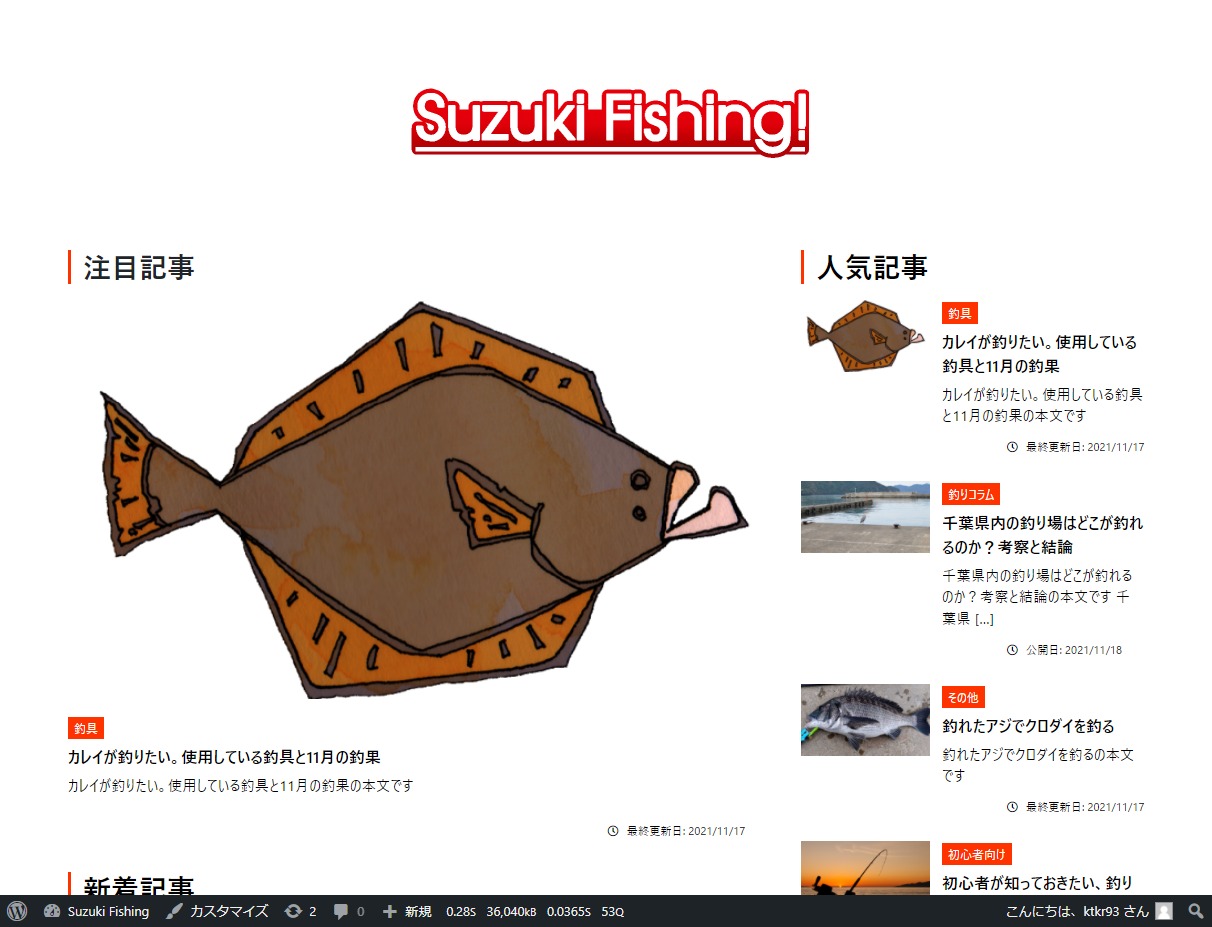 Suzuki Fishing!
注目記事
釣具
カレイが釣りたい。使用している釣具と11月の釣果
カレイが釣りたい。使用している釣具と11月の釣果の本文です
最終更新日: 2021/11/17
新着記事
人気記事
釣具
カレイが釣りたい。使用している
釣具と11月の釣果
カレイが釣りたい。使用している釣具
と11月の釣果の本文です
最終更新日: 2021/11/17
釣りコラム
千葉県内の釣り場はどこが釣れ
るのか？考察と結論
千葉県内の釣り場はどこが釣れる
のか？考察と結論の本文です 千
葉県 [...]
公開日: 2021/11/18
その他
釣れたアジでクロダイを釣る
釣れたアジでクロダイを釣るの本文
です
最終更新日: 2021/11/17
初心者向け
初心者が知っておきたい、釣り
Suzuki Fishing カスタマイズ 2 0 新規 0.28S 36,040KB 0.0365S 53Q こんにちは、ktkr93 さん